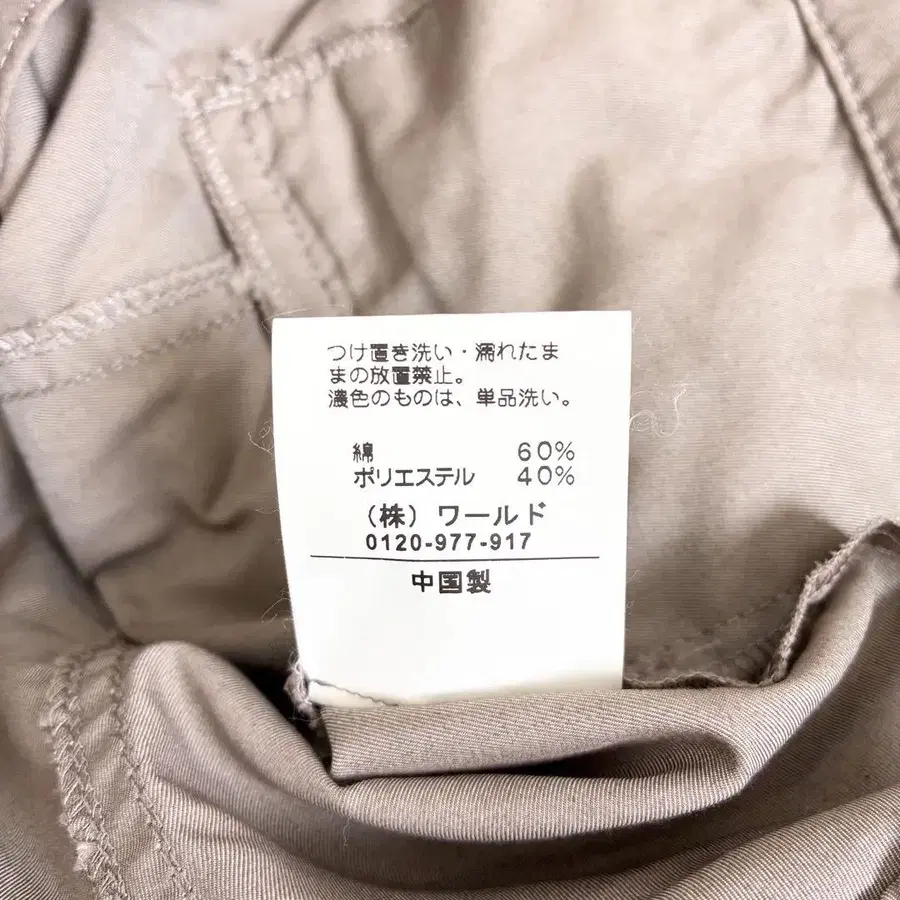 つけ置き洗い・濡れたま
まの放置禁止。
濃色のものは、単品洗い。
綿 60%
ポリエステル 40%
(株)ワールド
0120-977-917
中国製